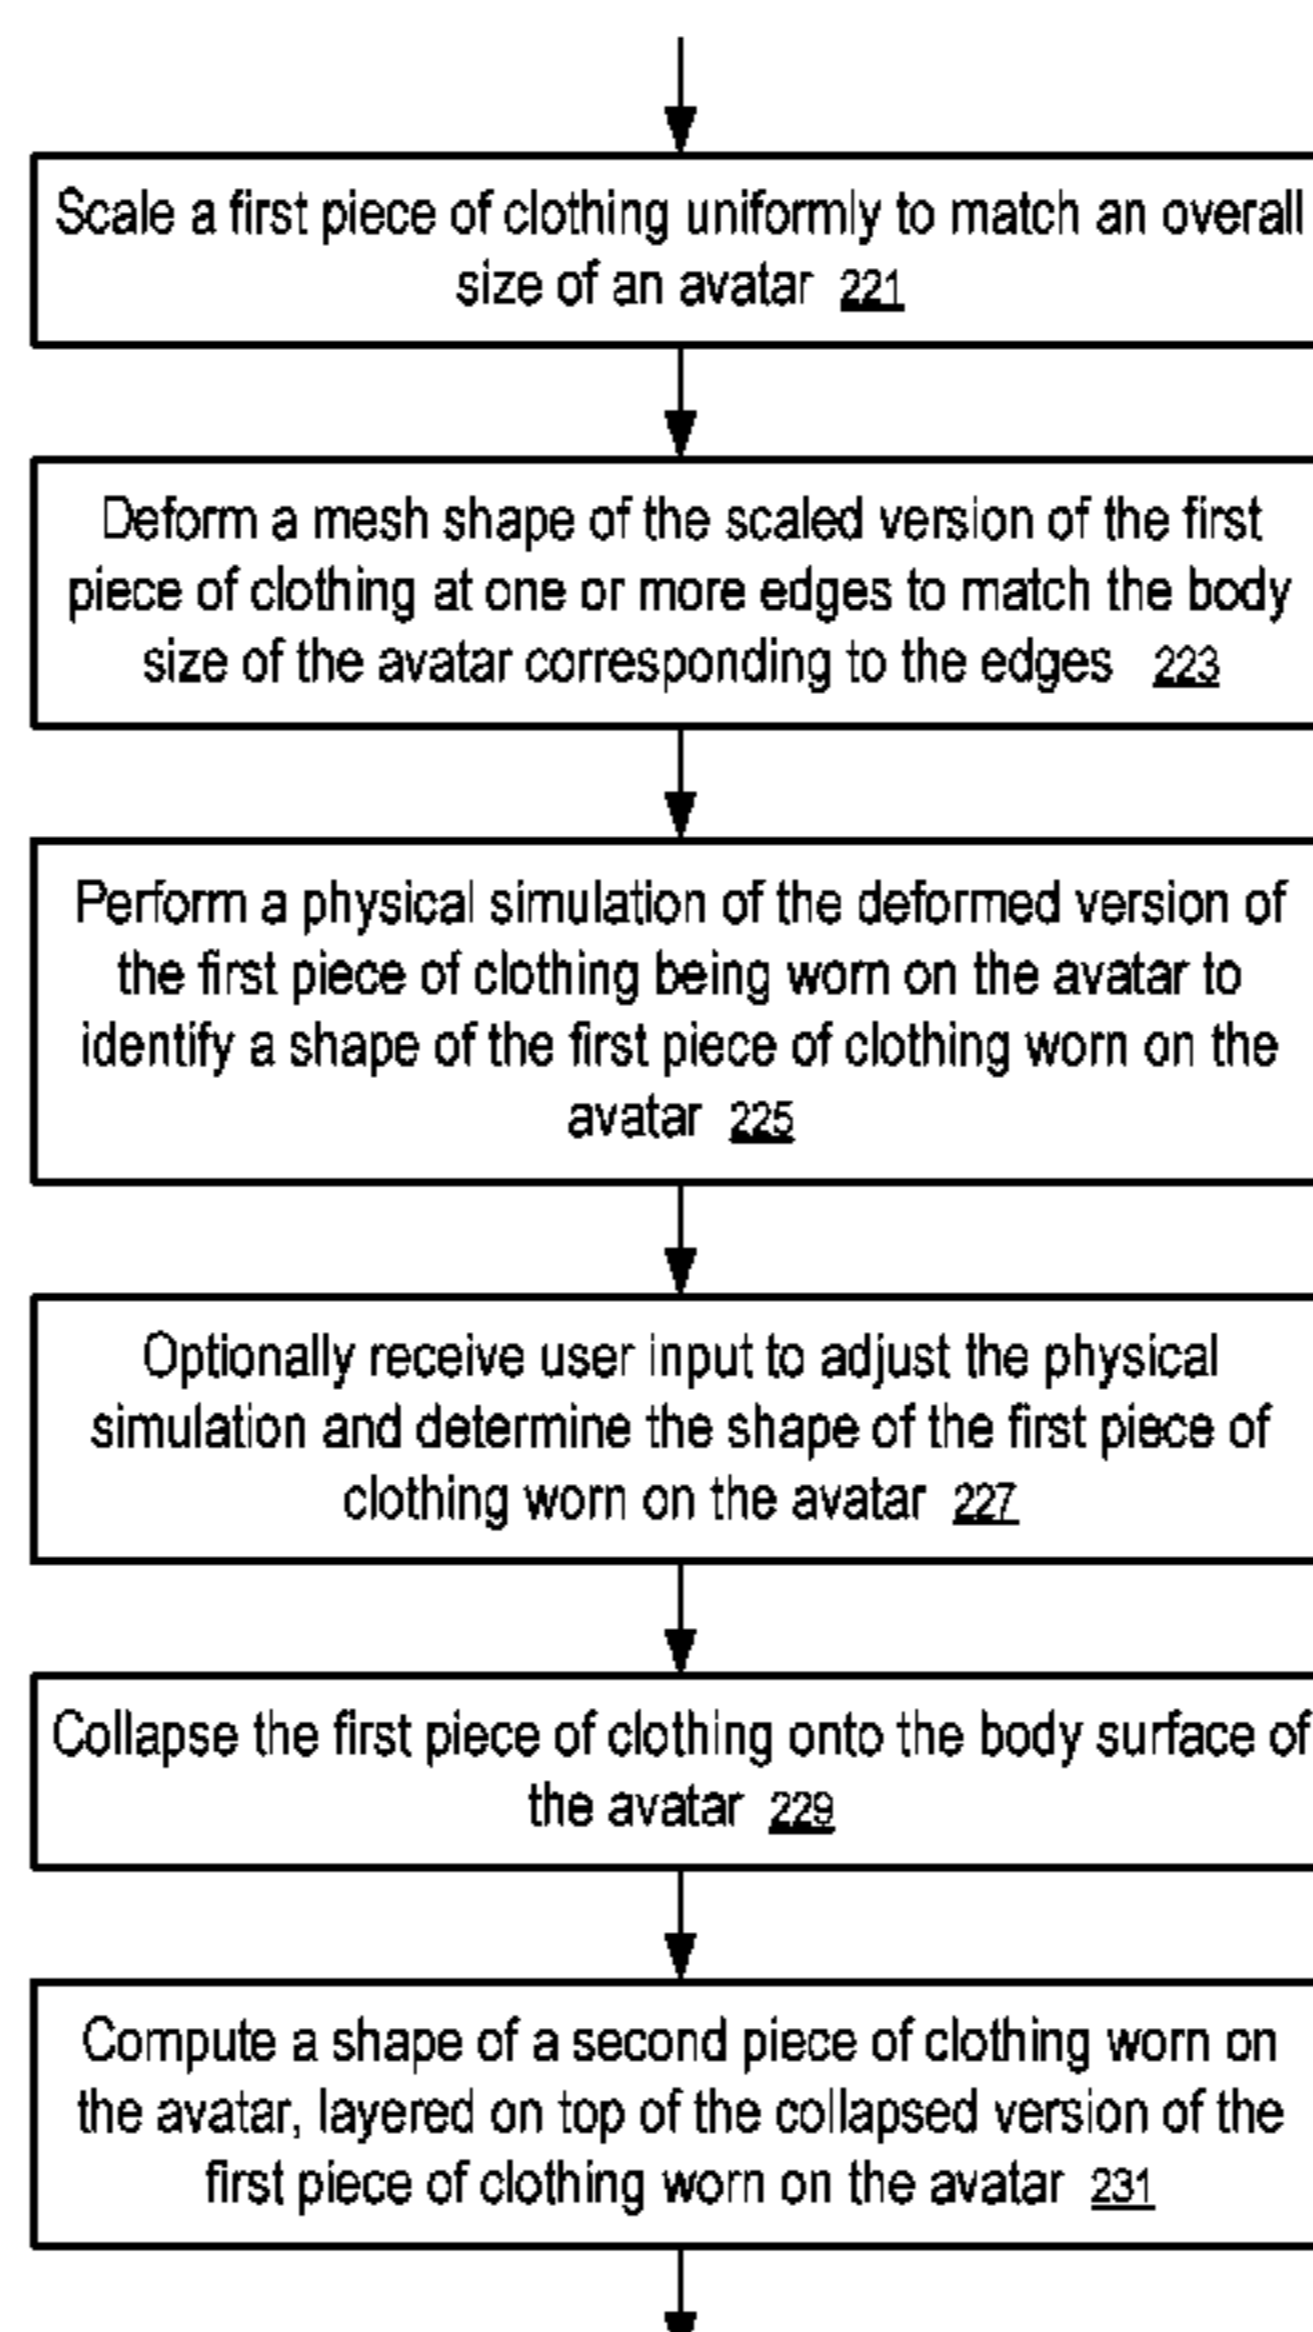 Scale a first piece of clothing uniformly to match an overall
size of an avatar 221
Deform a mesh shape of the scaled version of the first
piece of clothing at one or more edges to match the body
size of the avatar corresponding to the edges 223
Perform a physical simulation of the deformed version of
the first piece of clothing being worn on the avatar to
identify a shape of the first piece of clothing worn on the
avatar 225
Optionally receive user input to adjust the physical
simulation and determine the shape of the first piece of
clothing worn on the avatar 227
Collapse the first piece of clothing onto the body surface of
the avatar 229
Compute a shape of a second piece of clothing worn on
the avatar, layered on top of the collapsed version of the
first piece of clothing worn on the avatar 231